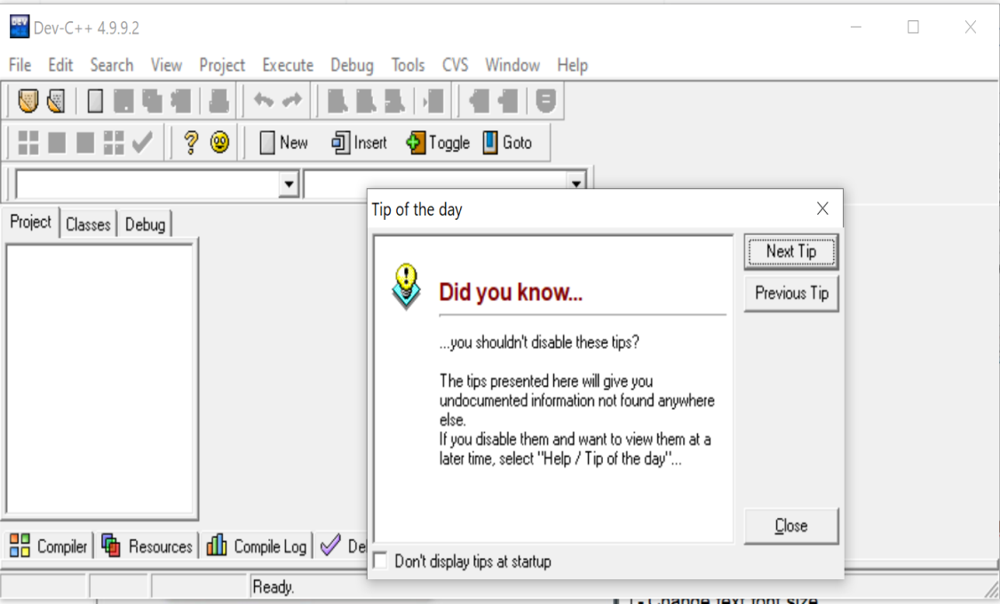 Dev-C++ 4.9.9.2
File Edit Search View Project Execute Debug Tools CVS Window Help
New Insert Toggle Goto
Project Classes Debug
Tip of the day
Next Tip
Previous Tip
Did you know...
...you shouldn't disable these tips?
The tips presented here will give you
undocumented information not found anywhere
else.
If you disable them and want to view them at a
later time, select "Help / Tip of the day"...
Close
Don't display tips at startup
Compiler Resources Compile Log
Ready.
Change text font size